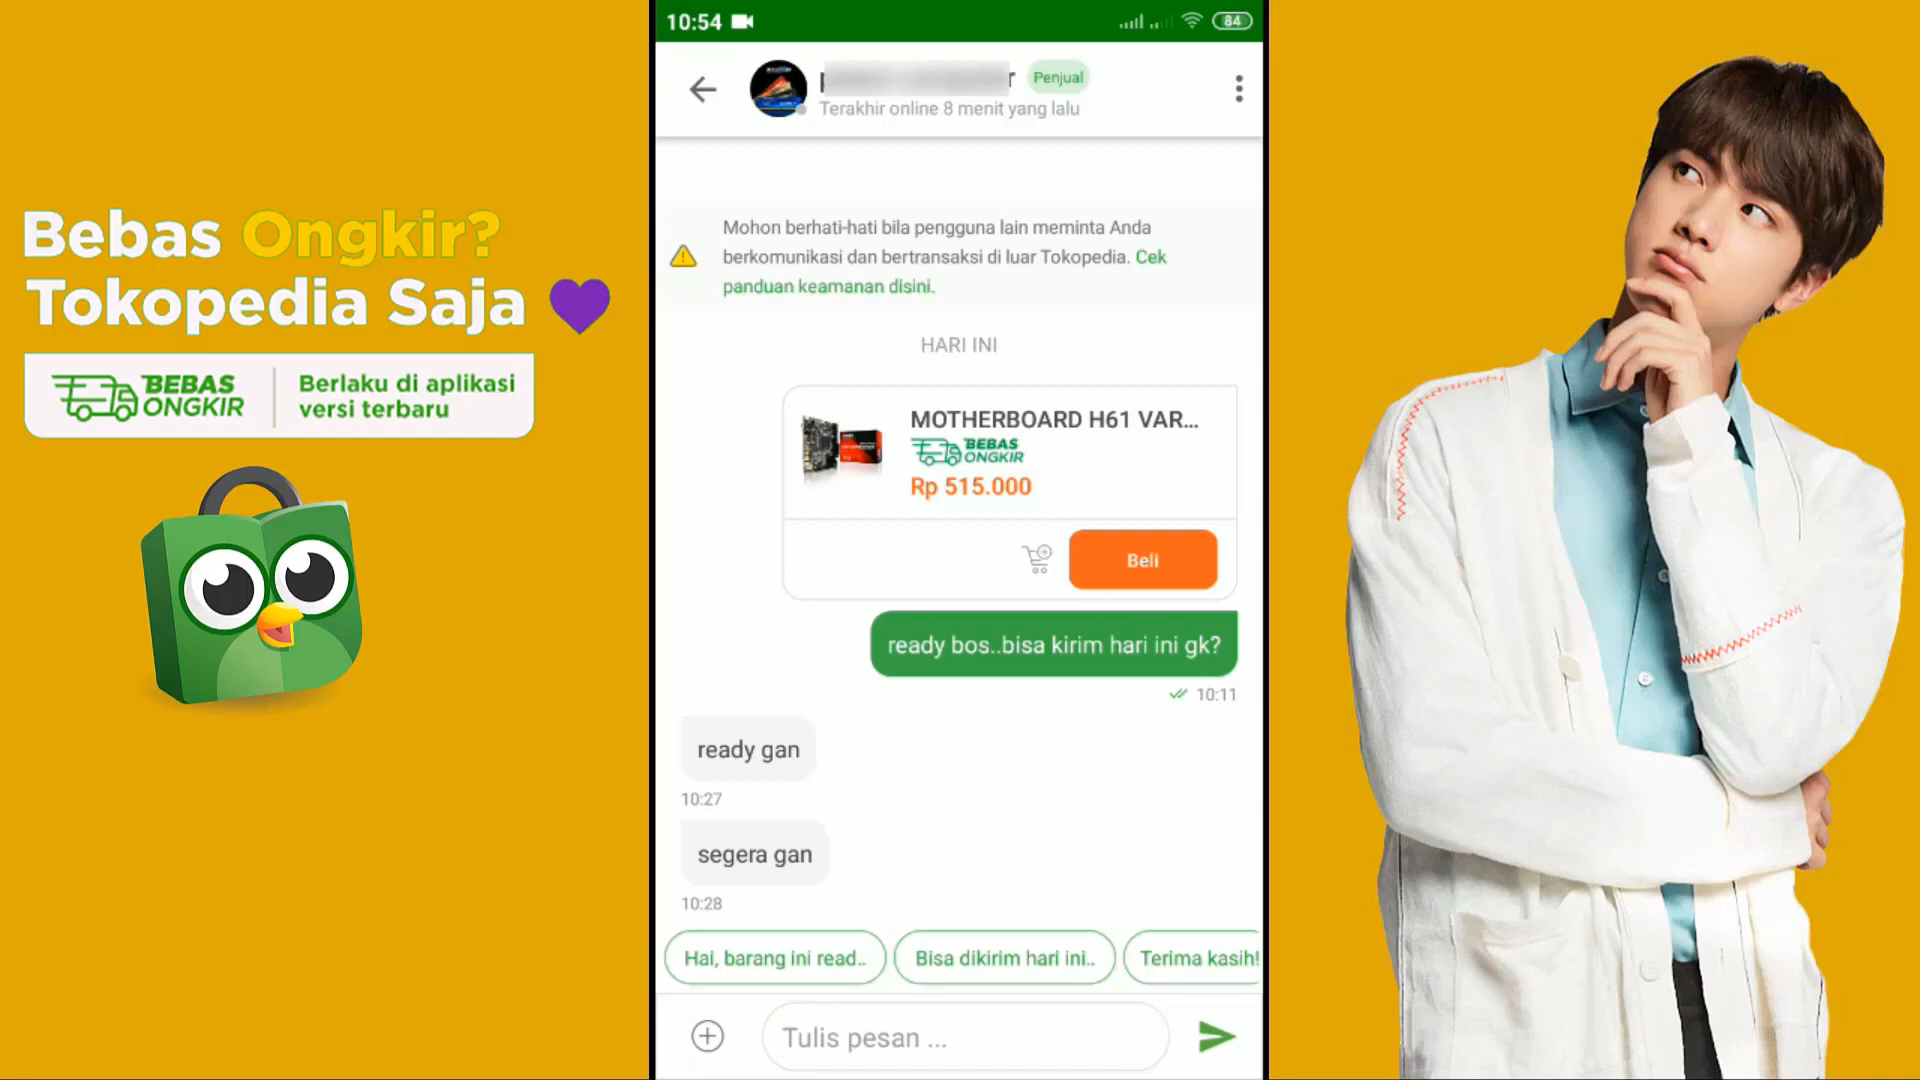 Bebas Ongkir?
Tokopedia Saja
BEBAS
ONGKIR
Berlaku di aplikasi
versi terbaru
10:54
84
Penjual
Terakhir online 8 menit yang lalu
Mohon berhati-hati bila pengguna lain meminta Anda
berkomunikasi dan bertransaksi di luar Tokopedia. Cek
panduan keamanan disini.
HARI INI
MOTHERBOARD H61 VAR...
BEBAS
ONGKIR
Rp 515.000
Beli
ready bos..bisa kirim hari ini gk?
10:11
ready gan
10:27
segera gan
10:28
Hai, barang ini read..
Bisa dikirim hari ini..
Terima kasih!
Tulis pesan ...